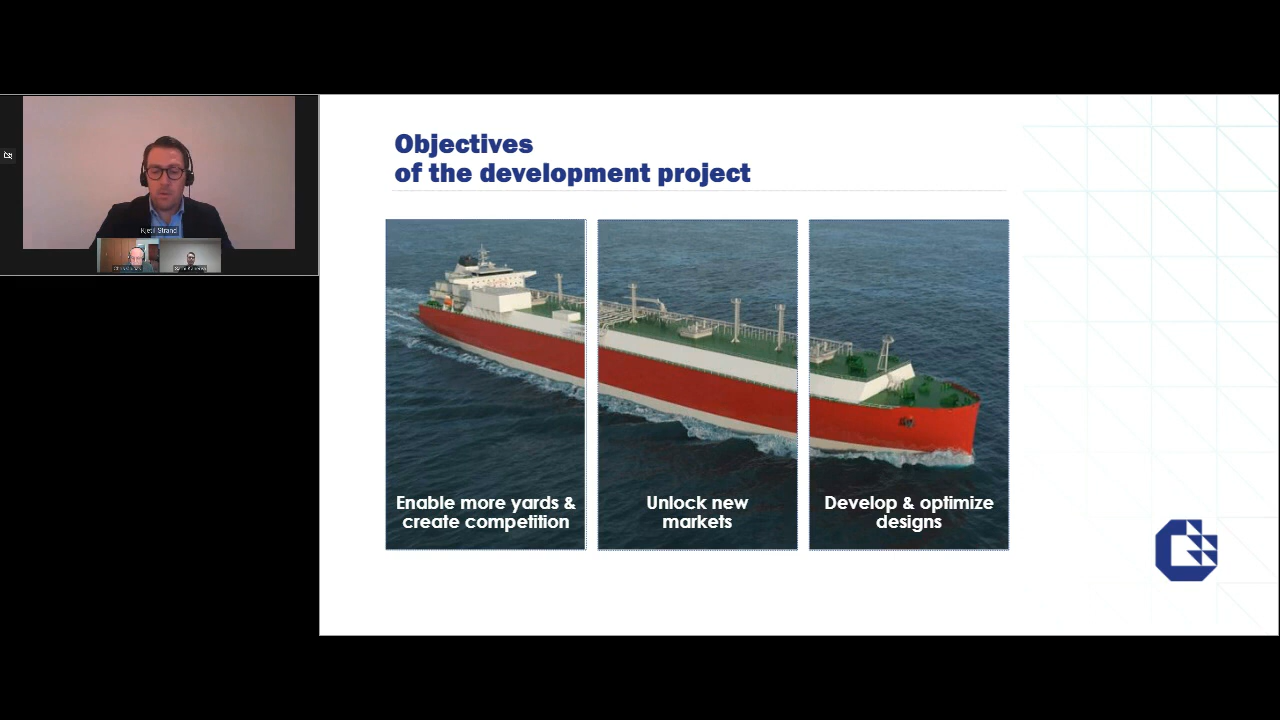 Objectives
of the development project
Kjetil Strand
Enable more yards &
create competition
Unlock new
markets
Develop & optimize
designs